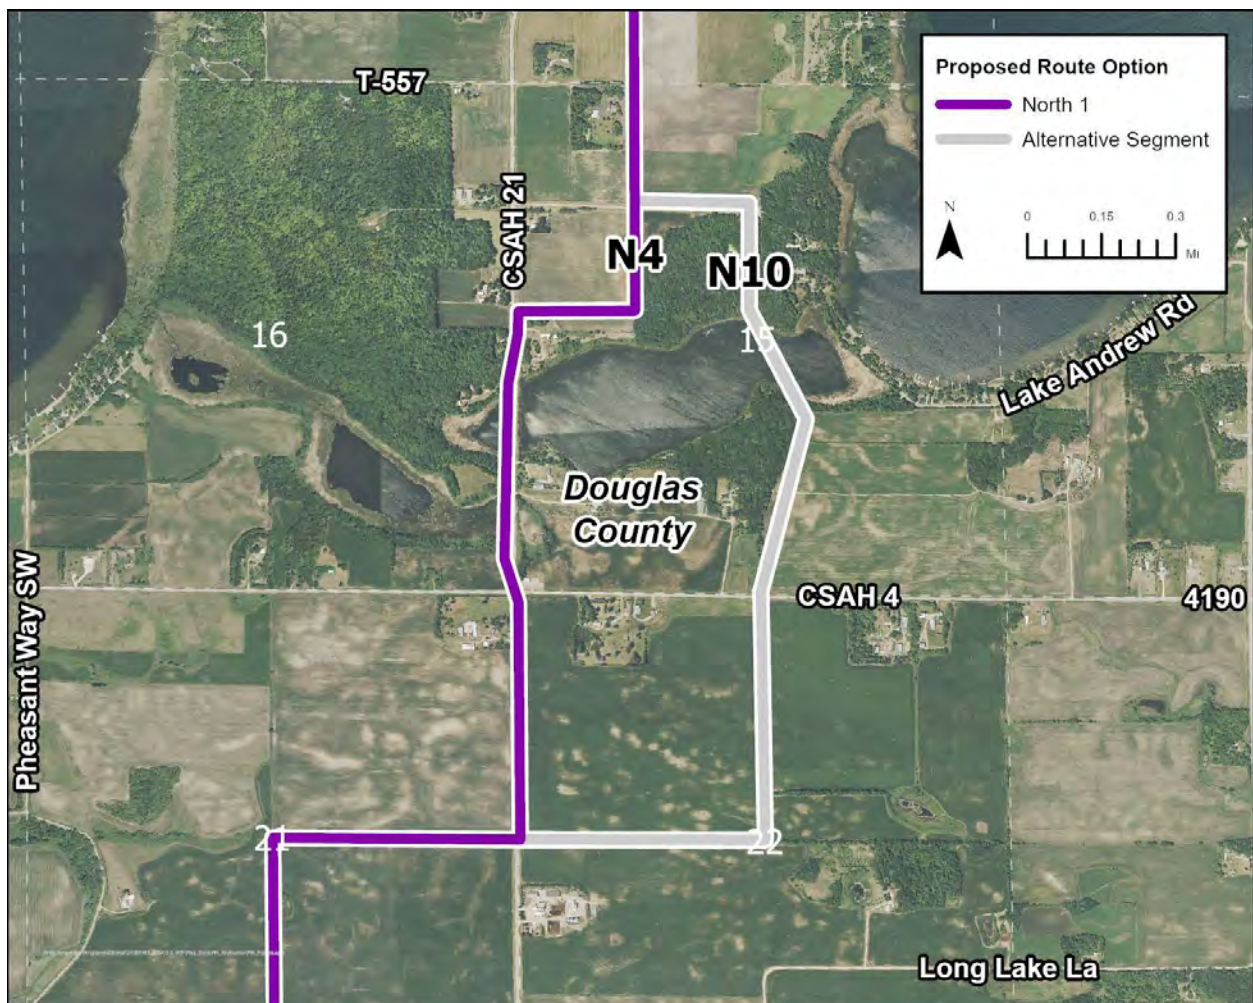 T-557
CSAH 21
Proposed Route Option
North 1
Alternative Segment
N
0 0.15 0.3
Mi
N4
N10
16
15
Lake Andrew Rd
Douglas
County
Pheasant Way SW
CSAH 4
4190
21
22
Long Lake La